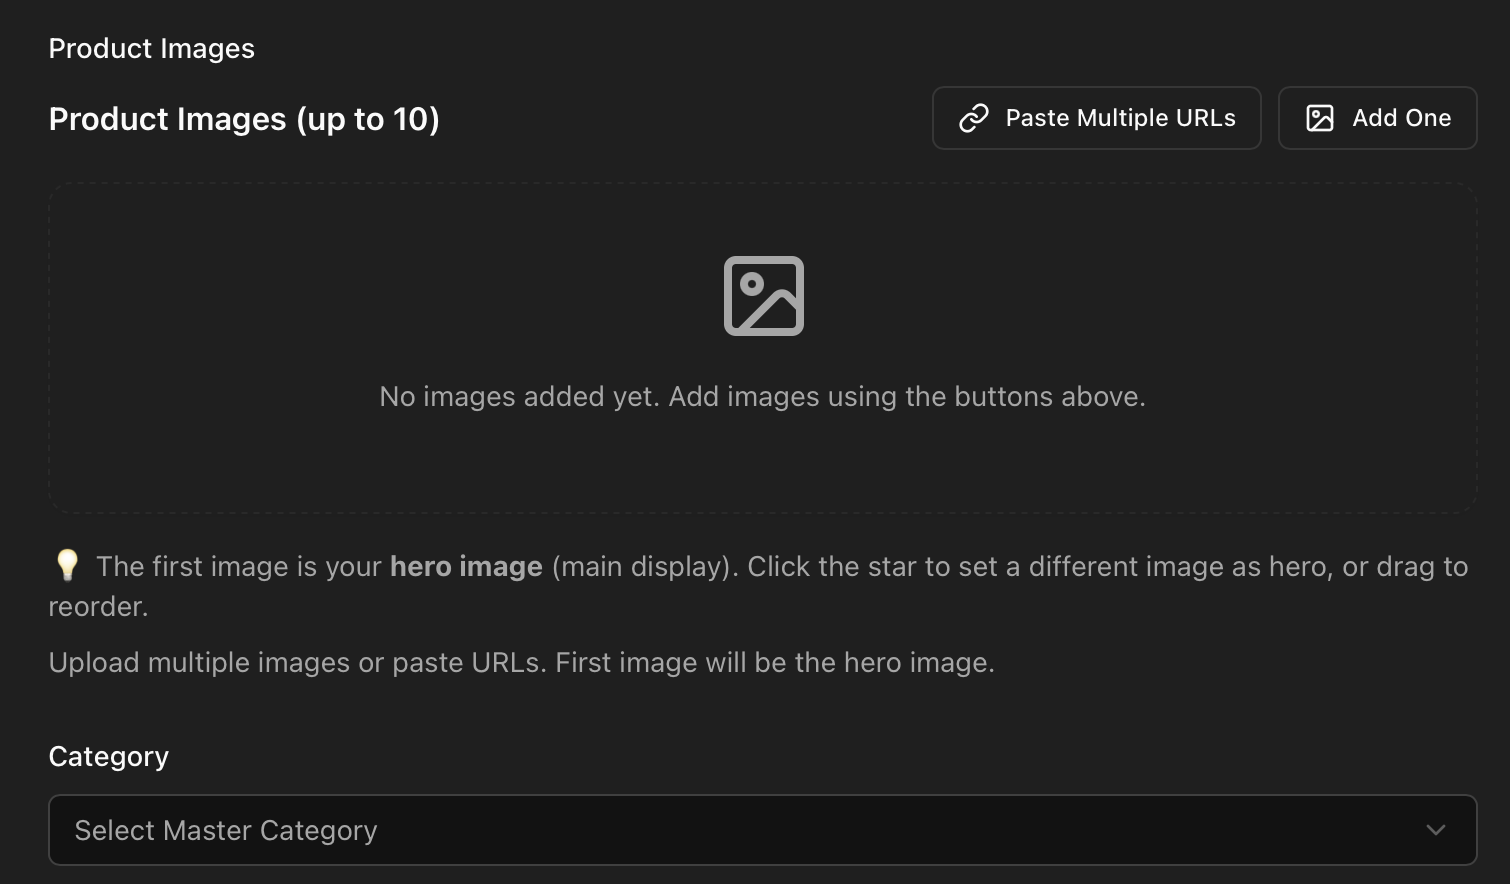 Product Images
Product Images (up to 10)
Paste Multiple URLs
Add One
No images added yet. Add images using the buttons above.
💡 The first image is your hero image (main display). Click the star to set a different image as hero, or drag to
reorder.
Upload multiple images or paste URLs. First image will be the hero image.
Category
Select Master Category